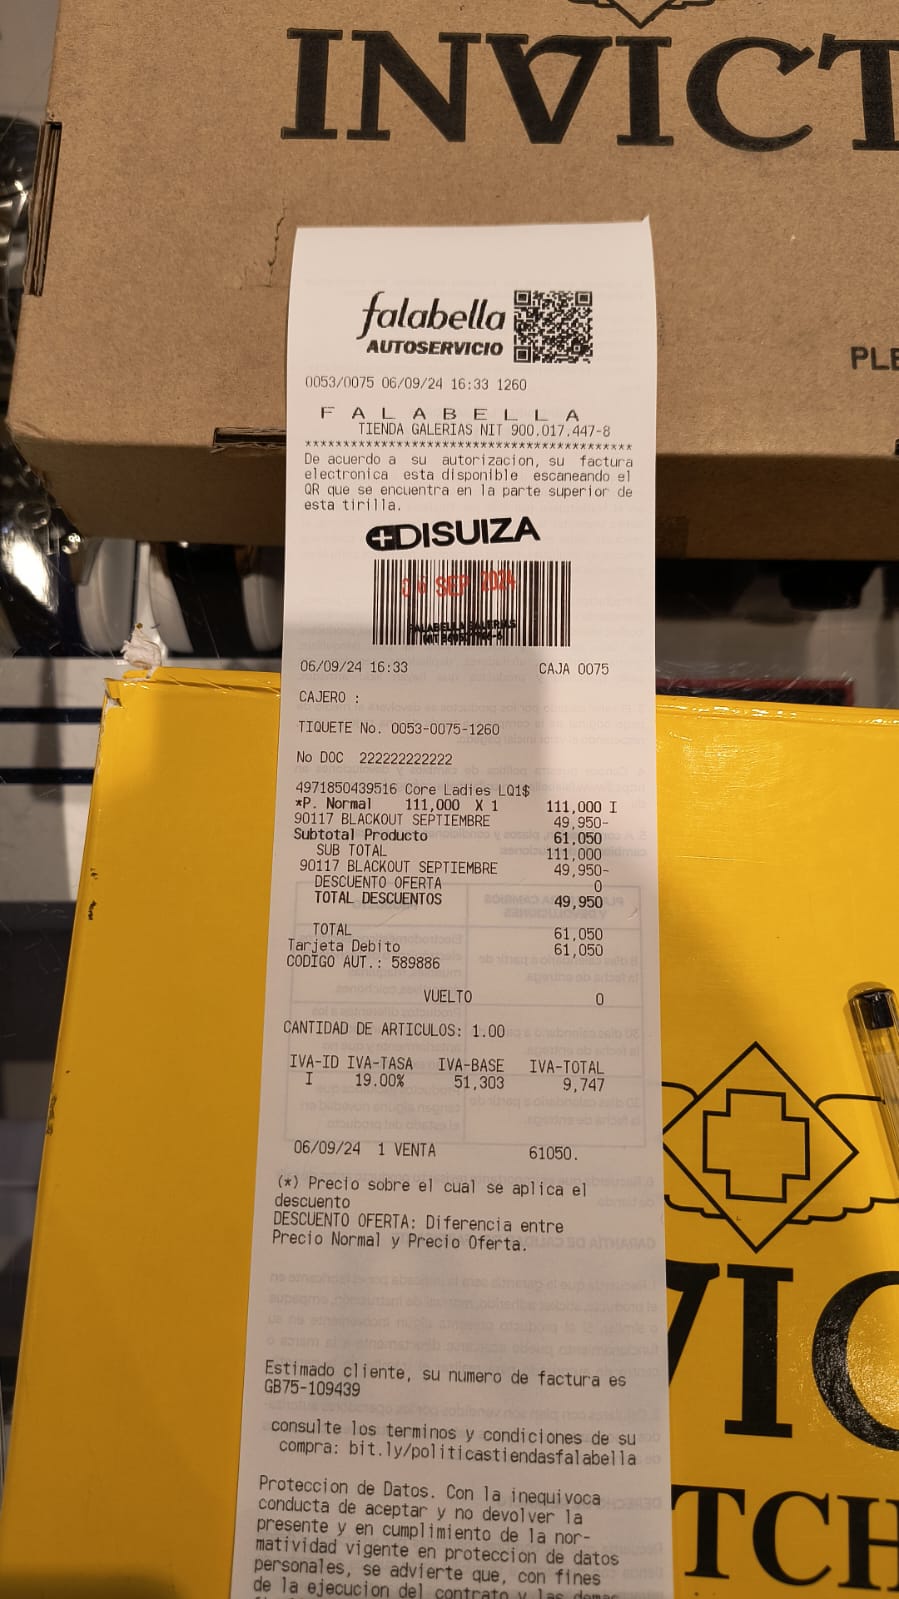 INVICT
PLE
falabella
AUTOSERVICIO
0053/0075 06/09/24 16:33 1260
F A L A B E L L A
TIENDA GALERIAS NIT 900.017.447-8
*****************************************
De acuerdo a su autorizacion, su factura
electronica esta disponible escaneando el
QR que se encuentra en la parte superior de
esta tirilla.
DISUIZA
06 SEP 2024
FALABELLA GALERIAS
06/09/24 16:33 CAJA 0075
CAJERO :
TIQUETE No. 0053-0075-1260
No DOC 222222222222
4971850439516 Core Ladies LQ1$
*P. Normal 111,000 X 1 111,000 I
90117 BLACKOUT SEPTIEMBRE 49,950-
Subtotal Producto 61,050
SUB TOTAL 111,000
90117 BLACKOUT SEPTIEMBRE 49,950-
DESCUENTO OFERTA 0
TOTAL DESCUENTOS 49,950
TOTAL 61,050
Tarjeta Debito 61,050
CODIGO AUT.: 589886
VUELTO 0
CANTIDAD DE ARTICULOS: 1.00
IVA-ID IVA-TASA IVA-BASE IVA-TOTAL
I 19.00% 51,303 9,747
06/09/24 1 VENTA 61050.
(*) Precio sobre el cual se aplica el
descuento
DESCUENTO OFERTA: Diferencia entre
Precio Normal y Precio Oferta.
Estimado cliente, su numero de factura es
GB75-109439
consulte los terminos y condiciones de su
compra: bit.ly/politicastiendasfalabella
Proteccion de Datos. Con la inequivoca
conducta de aceptar y no devolver la
presente y en cumplimiento de la nor-
matividad vigente en proteccion de datos
personales, se advierte que, con fines
de la ejecucion del contrato y las demas
VIC
TCH